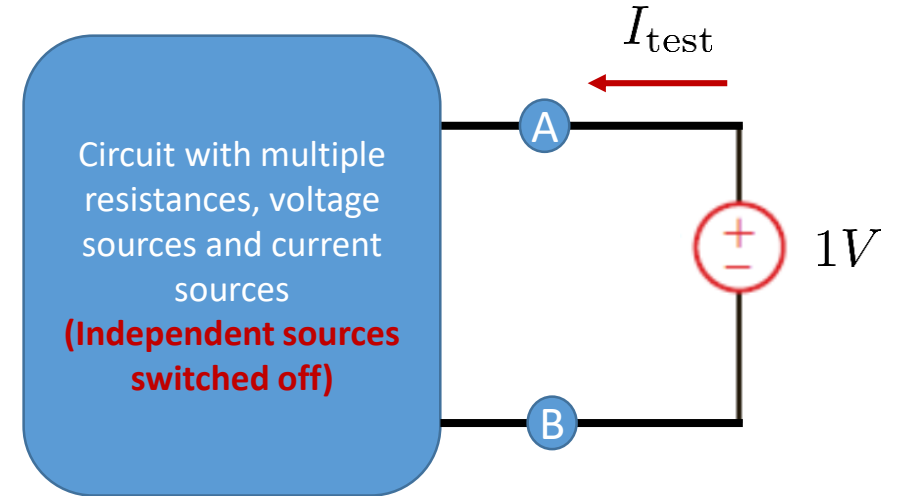 I_test
A
Circuit with multiple
resistances, voltage
sources and current
sources
(Independent sources
switched off)
+
−
1V
B